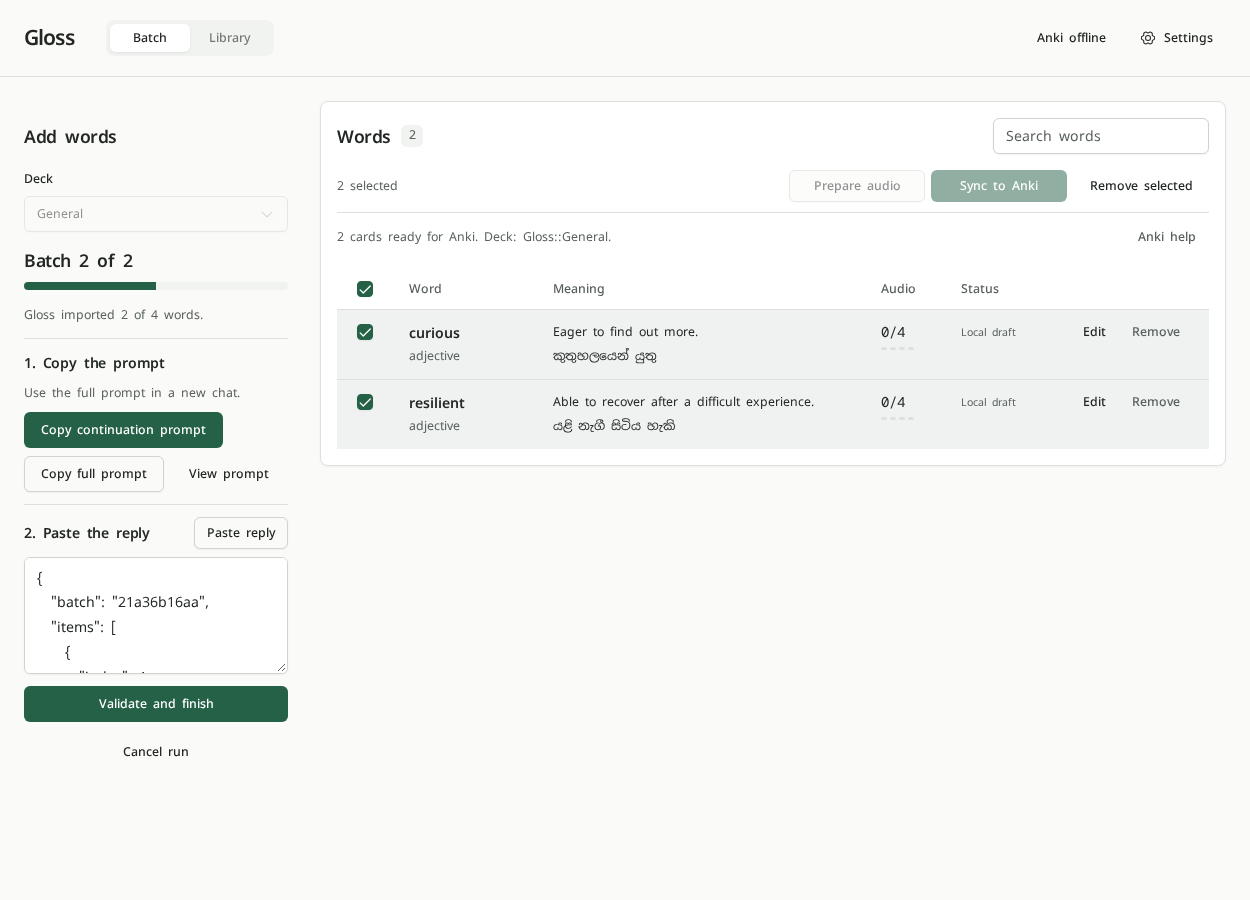 Gloss
Batch
Library
Anki offline
Settings
Add words
Deck
General
Batch 2 of 2
Gloss imported 2 of 4 words.
1. Copy the prompt
Use the full prompt in a new chat.
Copy continuation prompt
Copy full prompt
View prompt
2. Paste the reply
Paste reply
{
"batch": "21a36b16aa",
"items": [
{
Validate and finish
Cancel run
Words 2
Search words
2 selected
Prepare audio
Sync to Anki
Remove selected
2 cards ready for Anki. Deck: Gloss::General.
Anki help
Word Meaning Audio Status
curious Eager to find out more. 0/4 Local draft Edit Remove
adjective කුතුහලයෙන් යුතු
resilient Able to recover after a difficult experience. 0/4 Local draft Edit Remove
adjective යළි නැගී සිටිය හැකි